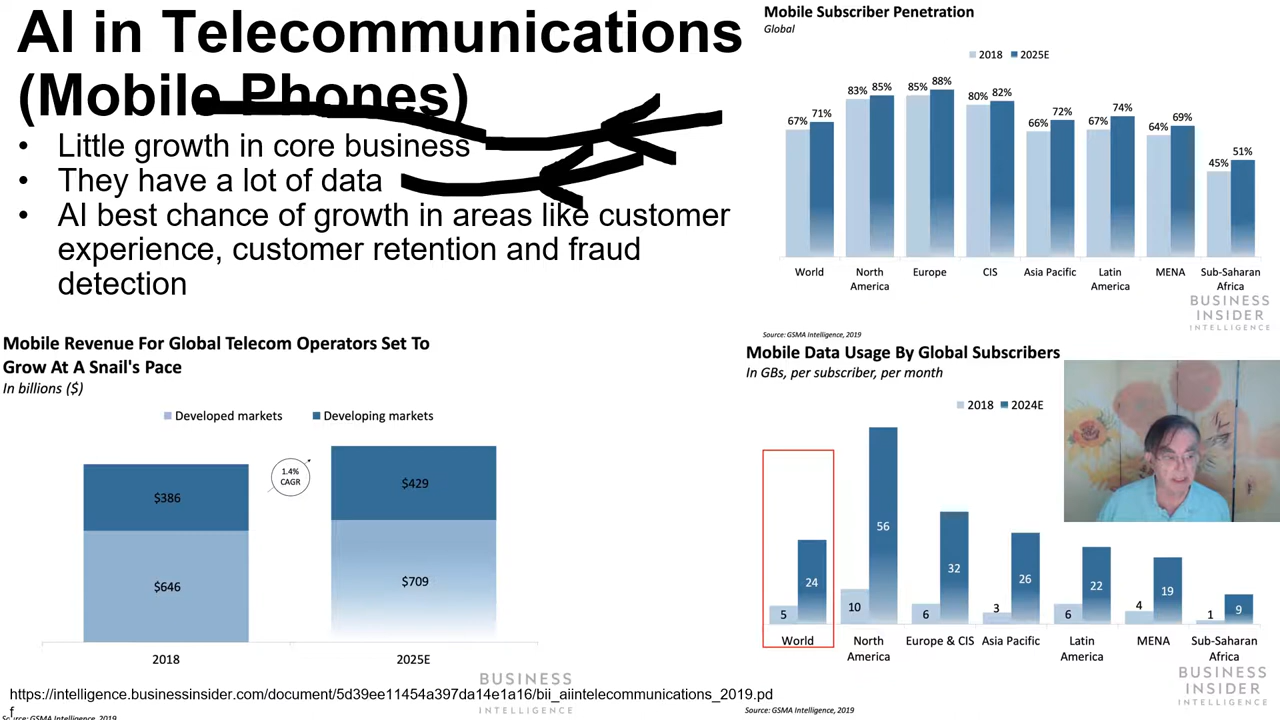 AI in Telecommunications
(Mobile Phones)
• Little growth in core business
• They have a lot of data
• AI best chance of growth in areas like customer
experience, customer retention and fraud
detection
Mobile Revenue For Global Telecom Operators Set To
Grow At A Snail's Pace
In billions ($)
Developed markets Developing markets
1.4%
CAGR
$386
$646
$429
$709
2018 2025E
BUSINESS
INTELLIGENCE
https://intelligence.businessinsider.com/document/5d39ee11454a397da14e1a16/bii_aiintelecommunications_2019.pd
f
Source: GSMA Intelligence, 2019
Mobile Subscriber Penetration
Global
2018 2025E
67% 71% 83% 85% 85% 88% 80% 82% 66% 72% 67% 74% 64% 69% 45% 51%
World North Europe CIS Asia Pacific Latin MENA Sub-Saharan
America America Africa
BUSINESS
INSIDER
INTELLIGENCE
Source: GSMA Intelligence, 2019
Mobile Data Usage By Global Subscribers
In GBs, per subscriber, per month
2018 2024E
5 24 10 56 6 32 3 26 6 22 4 19 1 9
World North Europe & CIS Asia Pacific Latin MENA Sub-Saharan
America America Africa
BUSINESS
INSIDER
INTELLIGENCE
Source: GSMA Intelligence, 2019